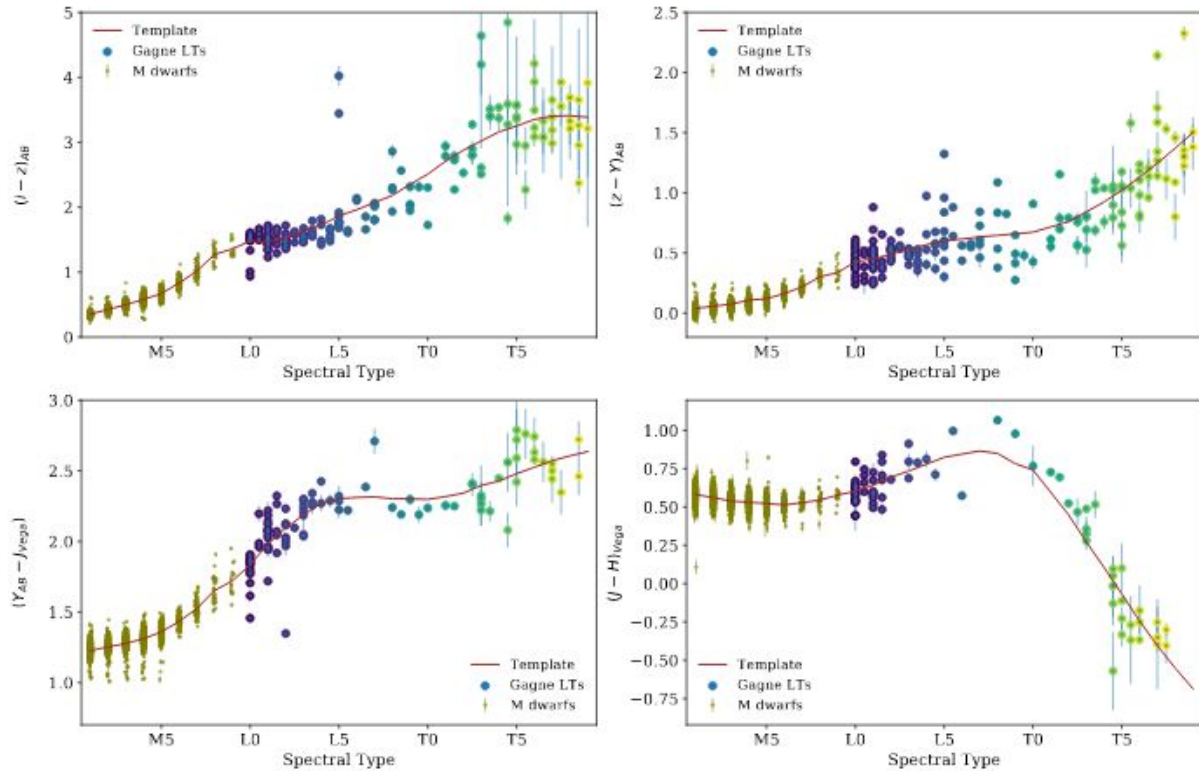 Template
Gagne LTs
M dwarfs
5
4
3
2
1
0
(i − z)AB
M5 L0 L5 T0 T5
Spectral Type
Template
Gagne LTs
M dwarfs
2.5
2.0
1.5
1.0
0.5
0.0
(z − Y)AB
M5 L0 L5 T0 T5
Spectral Type
3.0
2.5
2.0
1.5
1.0
(YAB − JVega)
Template
Gagne LTs
M dwarfs
M5 L0 L5 T0 T5
Spectral Type
1.00
0.75
0.50
0.25
0.00
−0.25
−0.50
−0.75
(J − H)Vega
Template
Gagne LTs
M dwarfs
M5 L0 L5 T0 T5
Spectral Type